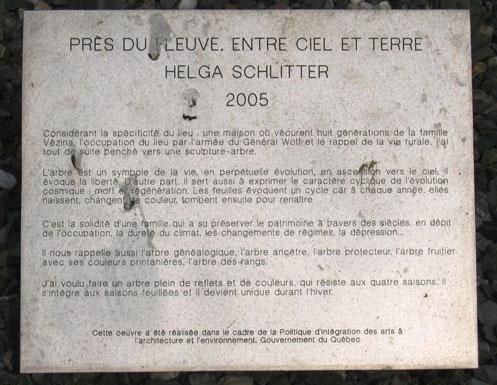 PRÈS DU FLEUVE, ENTRE CIEL ET TERRE
HELGA SCHLITTER
2005
Considérant la spécificité du lieu : une maison où vécurent huit générations de la famille
Vézina, l'occupation du lieu par l'armée du Général Wolf et le rappel de la vie rurale, j'ai
tout de suite penché vers une sculpture-arbre.
L'arbre est un symbole de la vie, en perpétuelle évolution, en ascension vers le ciel, il
évoque la liberté. D'autre part, il sert aussi à exprimer le caractère cyclique de l'évolution
cosmique : mort et régénération. Les feuilles évoquent un cycle car à chaque année, elles
naissent, changent de couleur, tombent ensuite pour renaître.
C'est la solidité d'une famille qui a su préserver le patrimoine à travers des siècles, en dépit
de l'occupation, la dureté du climat, les changements de régimes, la dépression...
Il nous rappelle aussi l'arbre généalogique, l'arbre ancêtre, l'arbre protecteur, l'arbre fruitier
avec ses couleurs printanières, l'arbre des rangs.
J'ai voulu faire un arbre plein de reflets et de couleurs, qui résiste aux quatre saisons. Il
s'intègre aux saisons feuillées et il devient unique durant l'hiver.
Cette oeuvre a été réalisée dans le cadre de la Politique d'intégration des arts à
l'architecture et l'environnement, Gouvernement du Québec